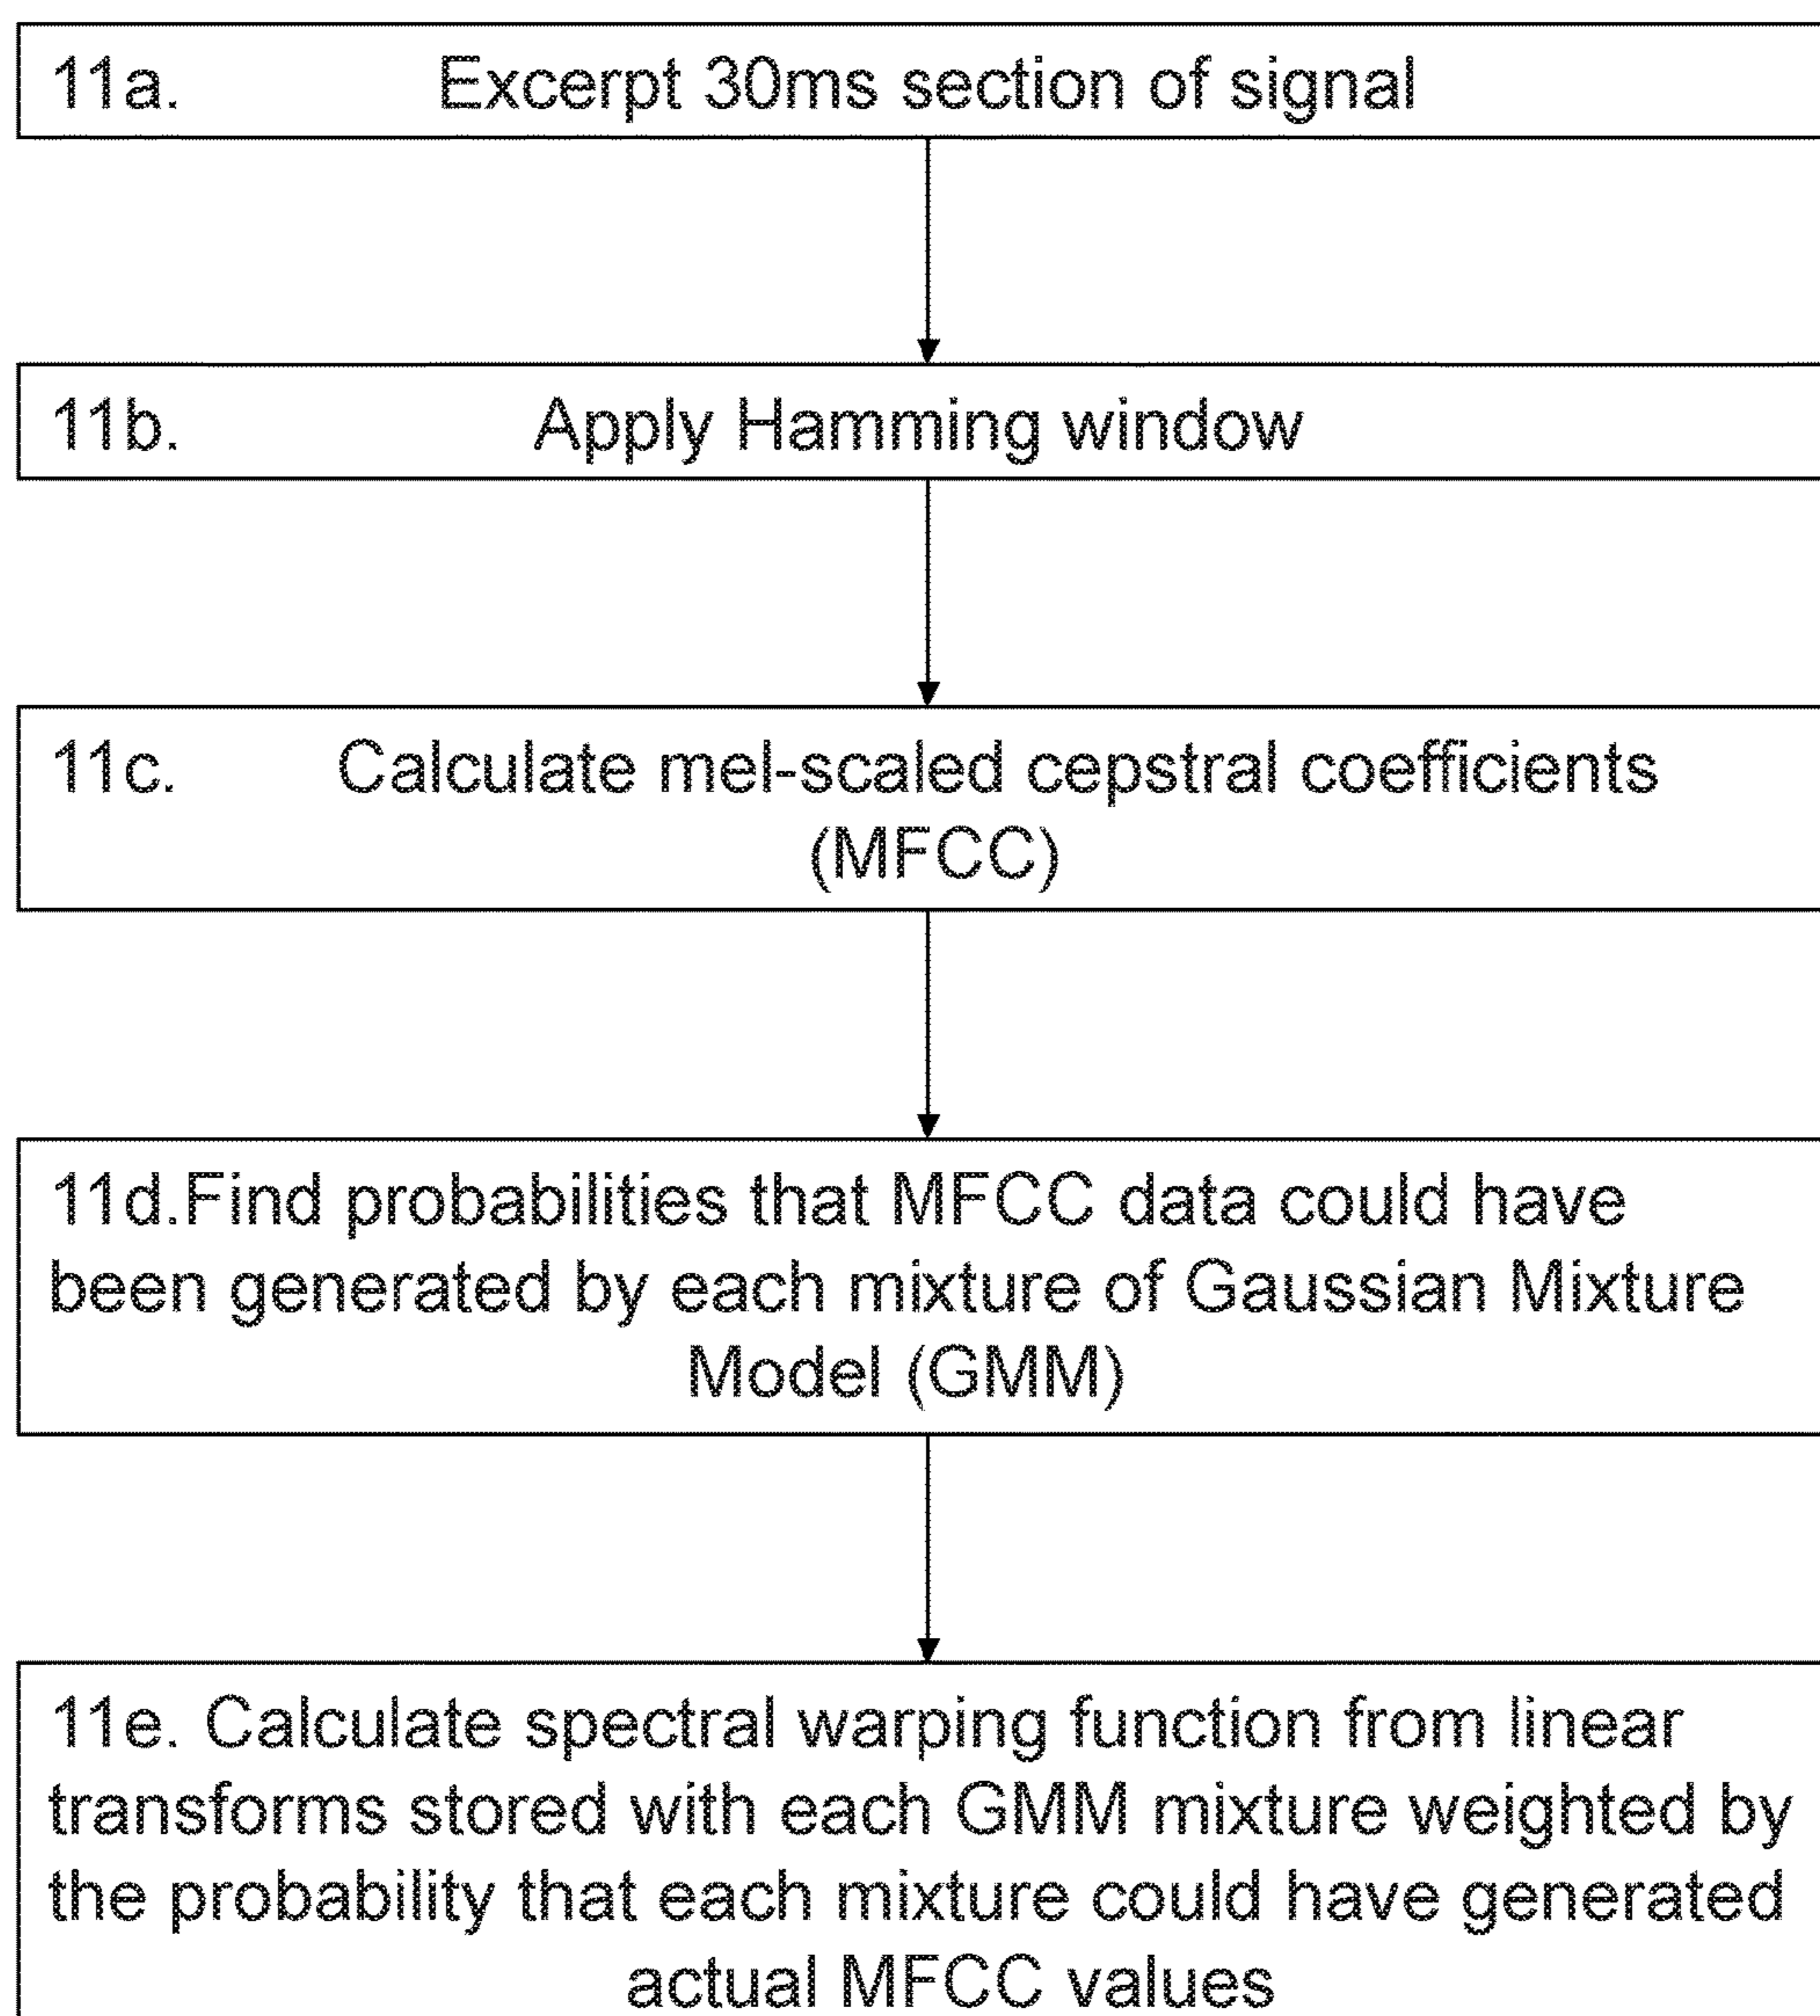 11a. Excerpt 30ms section of signal
11b. Apply Hamming window
11c. Calculate mel-scaled cepstral coefficients
(MFCC)
11d.Find probabilities that MFCC data could have
been generated by each mixture of Gaussian Mixture
Model (GMM)
11e. Calculate spectral warping function from linear
transforms stored with each GMM mixture weighted by
the probability that each mixture could have generated
actual MFCC values